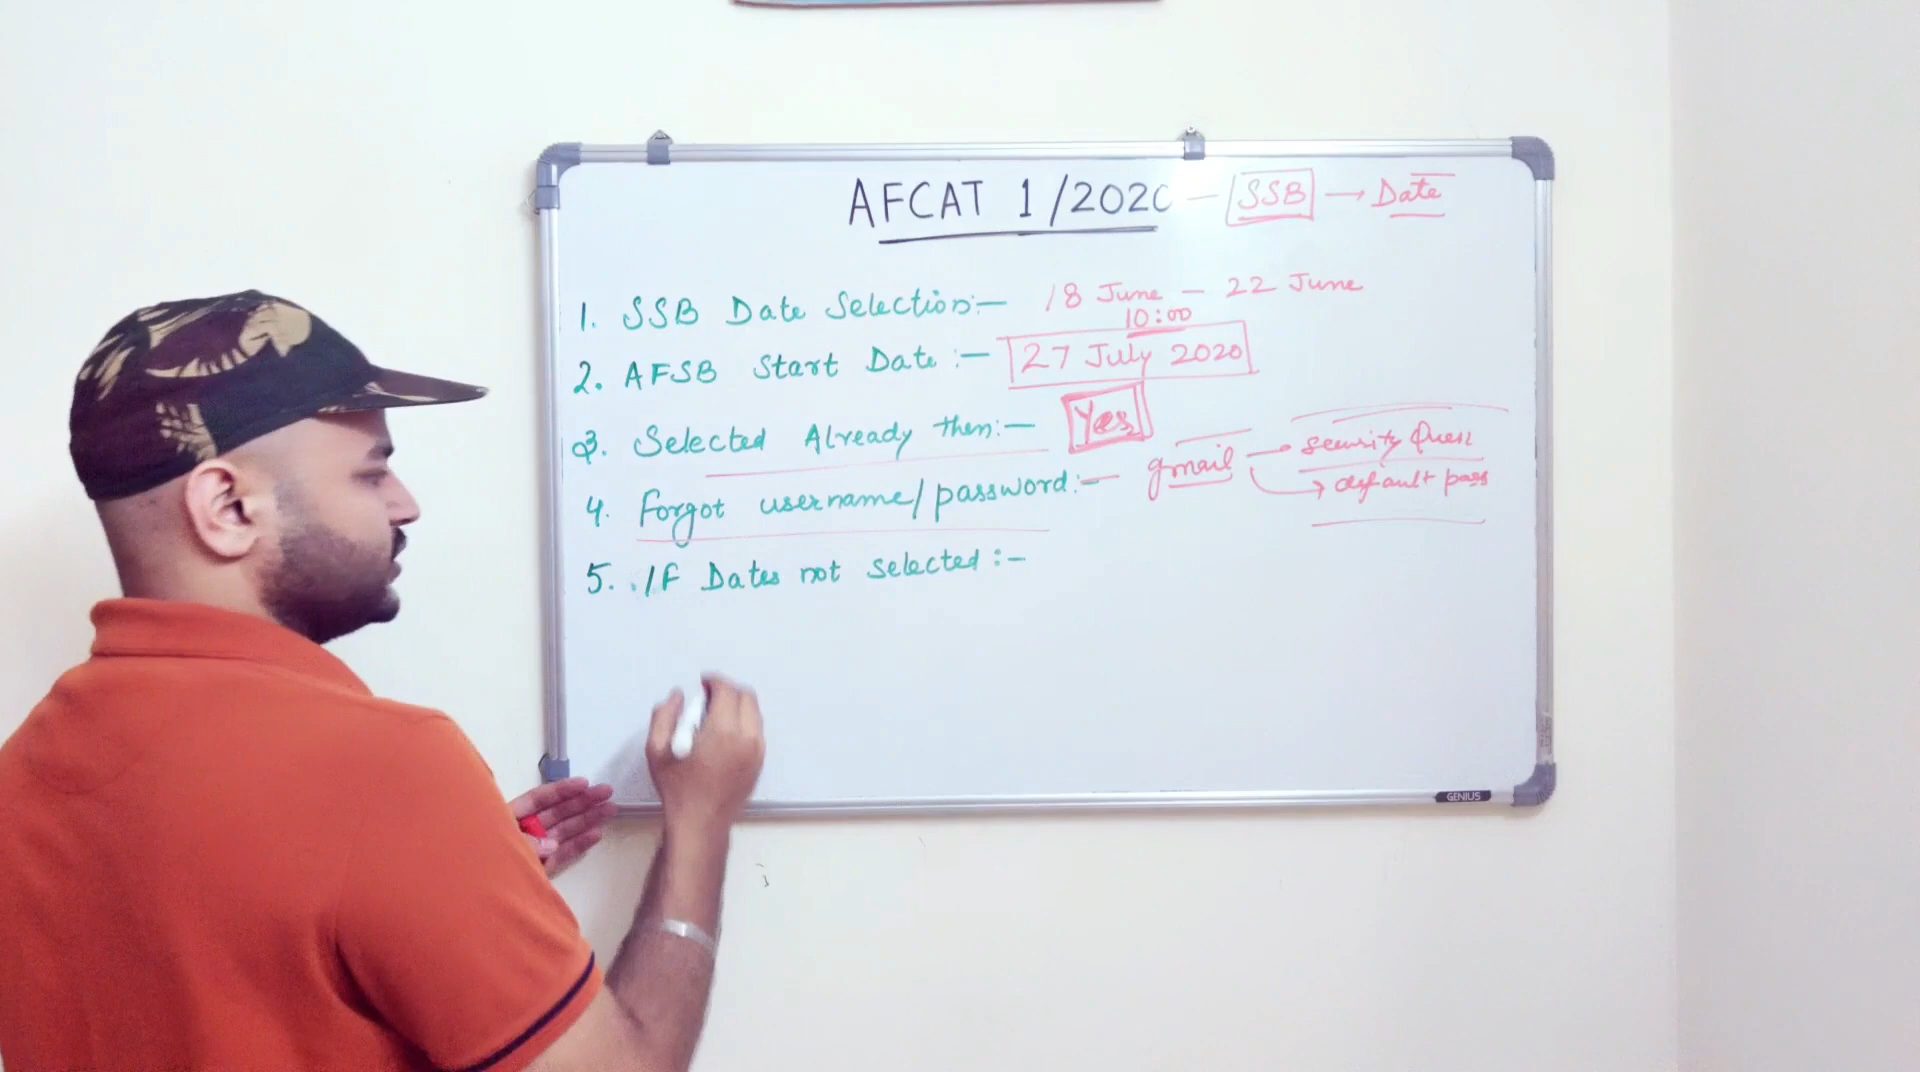 AFCAT 1/2020 - SSB → Date
1. SSB Date Selection:- 18 June - 22 June
10:00
2. AFSB Start Date :- 27 July 2020
3. Selected Already then:- Yes
4. Forgot username/password:- gmail → security Ques
→ default pass
5. IF Dates not selected :-
GENIUS